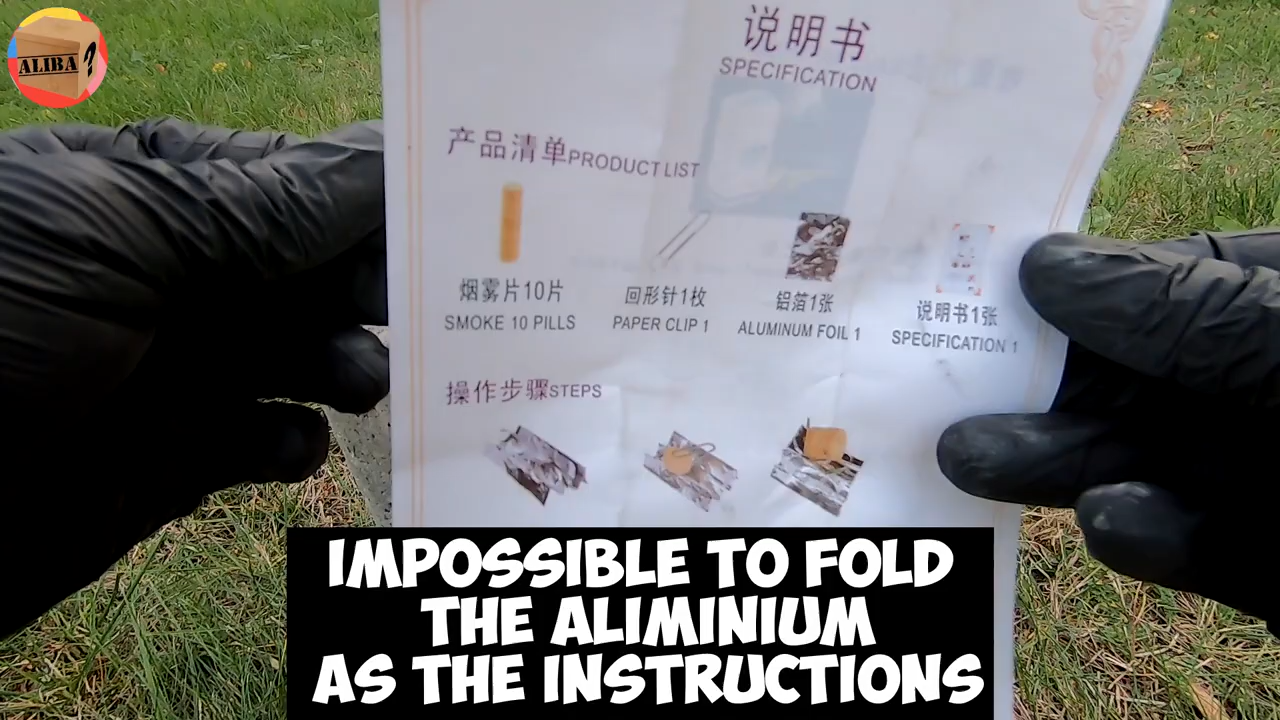 ALIBA?
说明书
SPECIFICATION
产品清单PRODUCT LIST
烟雾片10片
SMOKE 10 PILLS
回形针1枚
PAPER CLIP 1
铝箔1张
ALUMINUM FOIL 1
说明书1张
SPECIFICATION 1
操作步骤STEPS
IMPOSSIBLE TO FOLD
THE ALIMINIUM
AS THE INSTRUCTIONS